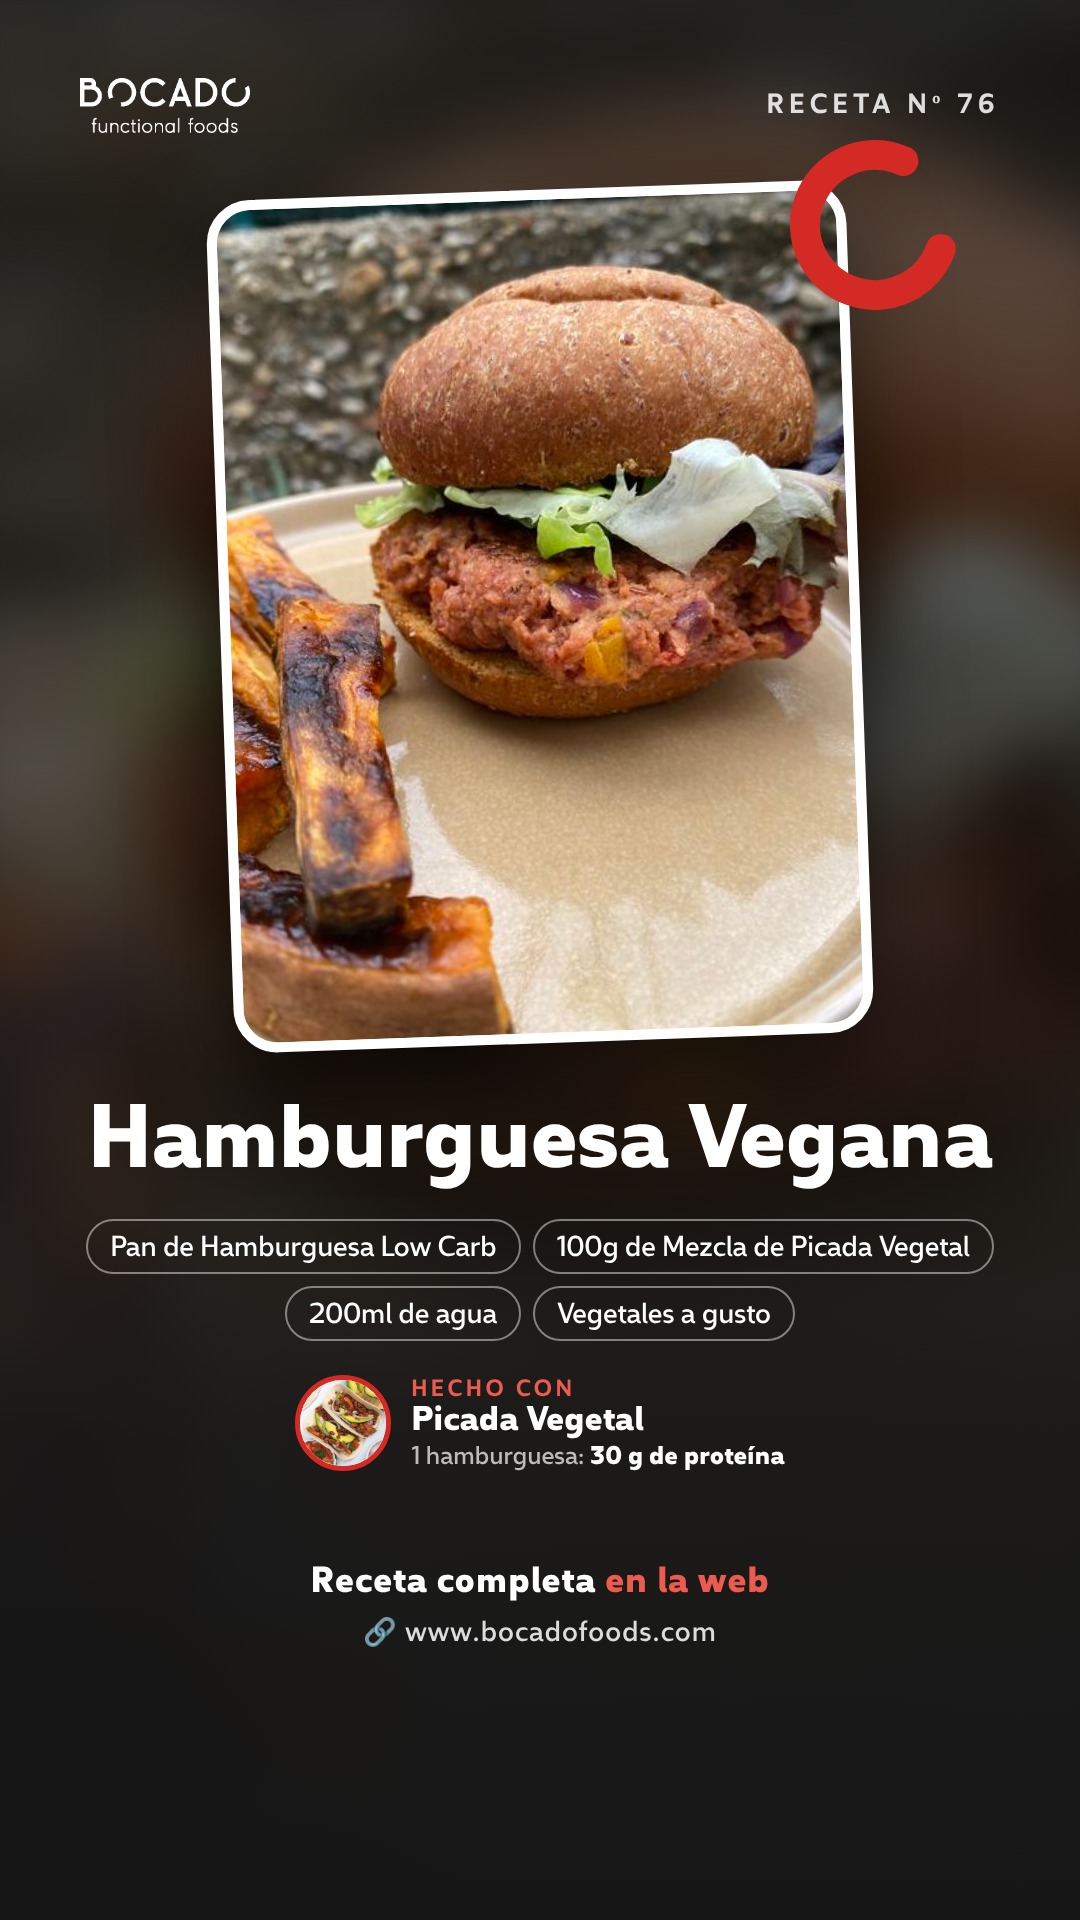 BOCADO
functional foods
RECETA Nº 76
Hamburguesa Vegana
Pan de Hamburguesa Low Carb
100g de Mezcla de Picada Vegetal
200ml de agua
Vegetales a gusto
HECHO CON
Picada Vegetal
1 hamburguesa: 30 g de proteína
Receta completa en la web
🔗 www.bocadofoods.com